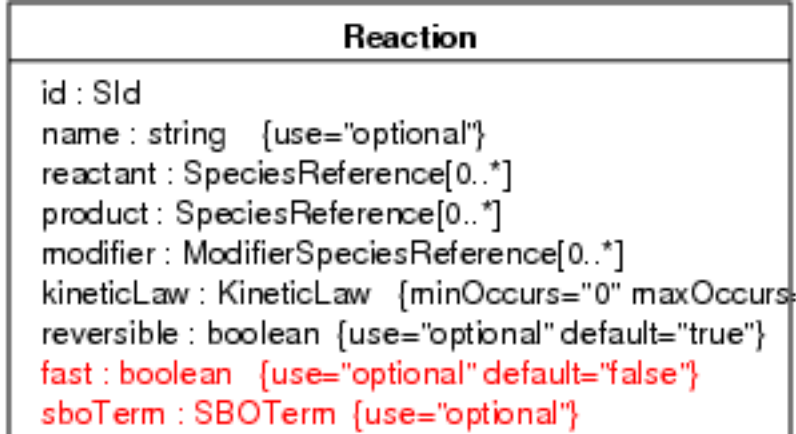 Reaction
id : SId
name : string {use="optional"}
reactant : SpeciesReference[0..*]
product : SpeciesReference[0..*]
modifier : ModifierSpeciesReference[0..*]
kineticLaw : KineticLaw {minOccurs="0" maxOccurs=
reversible : boolean {use="optional" default="true"}
fast : boolean {use="optional" default="false"}
sboTerm : SBOTerm {use="optional"}